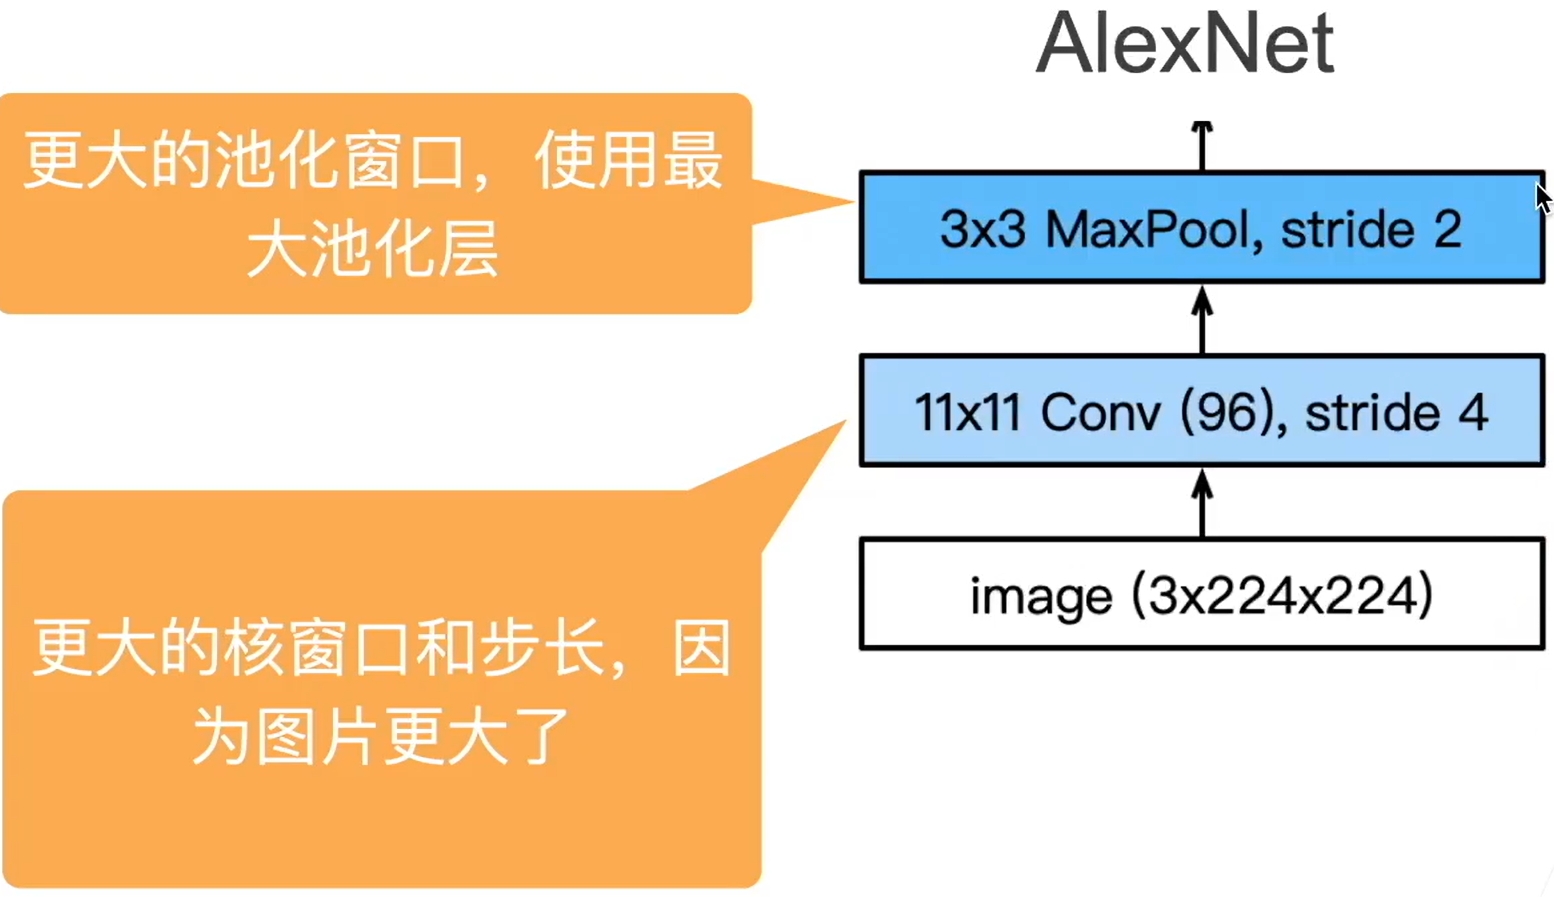 AlexNet
更大的池化窗口，使用最
大池化层
3x3 MaxPool, stride 2
11x11 Conv (96), stride 4
更大的核窗口和步长，因
为图片更大了
image (3x224x224)